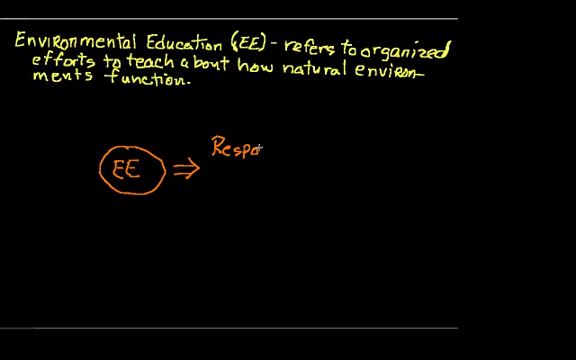 Environmental Education (EE) - refers to organized
efforts to teach about how natural environ-
ments function.
EE ⇒ Respo